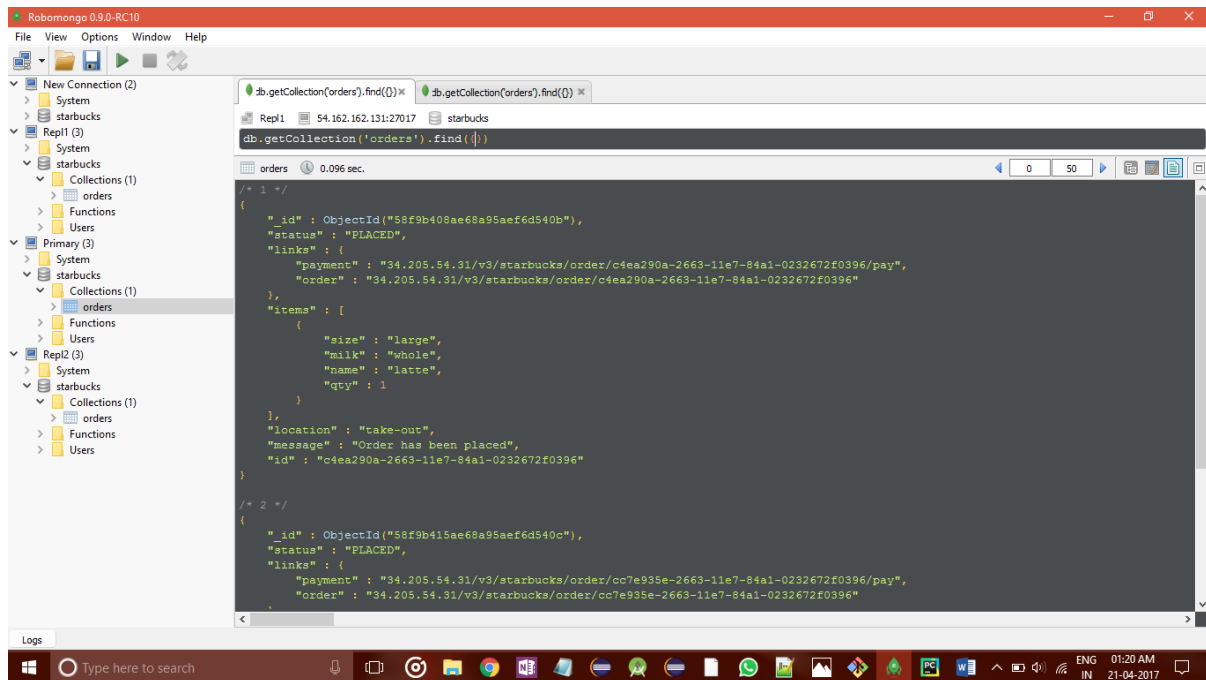 Robomongo 0.9.0-RC10
File View Options Window Help
New Connection (2)
System
starbucks
Repl1 (3)
System
starbucks
Collections (1)
orders
Functions
Users
Primary (3)
System
starbucks
Collections (1)
orders
Functions
Users
Repl2 (3)
System
starbucks
Collections (1)
orders
Functions
Users
db.getCollection('orders').find({}) db.getCollection('orders').find({})
Repl1 54.162.162.131:27017 starbucks
db.getCollection('orders').find({})
orders 0.096 sec. 0 50
/* 1 */
{
"_id" : ObjectId("58f9b408ae68a95aef6d540b"),
"status" : "PLACED",
"links" : {
"payment" : "34.205.54.31/v3/starbucks/order/c4ea290a-2663-11e7-84a1-0232672f0396/pay",
"order" : "34.205.54.31/v3/starbucks/order/c4ea290a-2663-11e7-84a1-0232672f0396"
},
"items" : [
{
"size" : "large",
"milk" : "whole",
"name" : "latte",
"qty" : 1
}
],
"location" : "take-out",
"message" : "Order has been placed",
"id" : "c4ea290a-2663-11e7-84a1-0232672f0396"
}
/* 2 */
{
"_id" : ObjectId("58f9b415ae68a95aef6d540c"),
"status" : "PLACED",
"links" : {
"payment" : "34.205.54.31/v3/starbucks/order/cc7e935e-2663-11e7-84a1-0232672f0396/pay",
"order" : "34.205.54.31/v3/starbucks/order/cc7e935e-2663-11e7-84a1-0232672f0396"
Logs
Type here to search
ENG 01:20 AM
IN 21-04-2017